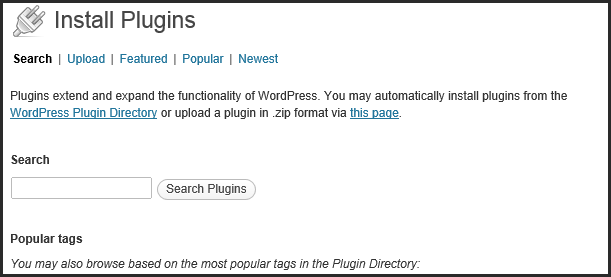 Install Plugins
Search | Upload | Featured | Popular | Newest
Plugins extend and expand the functionality of WordPress. You may automatically install plugins from the
WordPress Plugin Directory or upload a plugin in .zip format via this page.
Search
Search Plugins
Popular tags
You may also browse based on the most popular tags in the Plugin Directory: